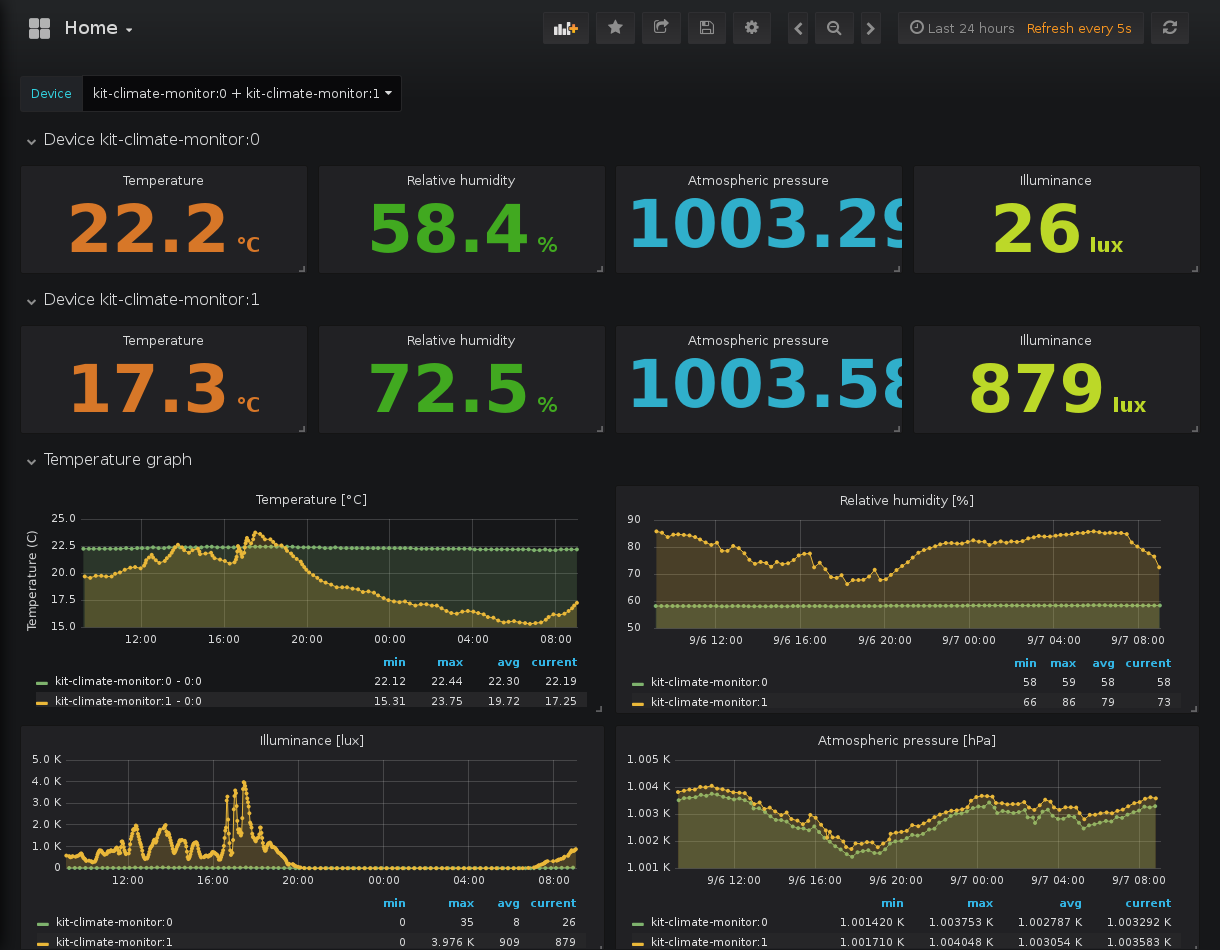 Home
Last 24 hours Refresh every 5s
Device kit-climate-monitor:0 + kit-climate-monitor:1
Device kit-climate-monitor:0
Temperature Relative humidity Atmospheric pressure Illuminance
22.2 °C 58.4 % 1003.29 26 lux
Device kit-climate-monitor:1
Temperature Relative humidity Atmospheric pressure Illuminance
17.3 °C 72.5 % 1003.58 879 lux
Temperature graph
Temperature [°C]
Temperature (C)
25.0
22.5
20.0
17.5
15.0
12:00 16:00 20:00 00:00 04:00 08:00
min max avg current
kit-climate-monitor:0 - 0:0 22.12 22.44 22.30 22.19
kit-climate-monitor:1 - 0:0 15.31 23.75 19.72 17.25
Relative humidity [%]
90
80
70
60
50
9/6 12:00 9/6 16:00 9/6 20:00 9/7 00:00 9/7 04:00 9/7 08:00
min max avg current
kit-climate-monitor:0 58 59 58 58
kit-climate-monitor:1 66 86 79 73
Illuminance [lux]
5.0 K
4.0 K
3.0 K
2.0 K
1.0 K
0
12:00 16:00 20:00 00:00 04:00 08:00
min max avg current
kit-climate-monitor:0 0 35 8 26
kit-climate-monitor:1 0 3.976 K 909 879
Atmospheric pressure [hPa]
1.005 K
1.004 K
1.003 K
1.002 K
1.001 K
9/6 12:00 9/6 16:00 9/6 20:00 9/7 00:00 9/7 04:00 9/7 08:00
min max avg current
kit-climate-monitor:0 1.001420 K 1.003753 K 1.002787 K 1.003292 K
kit-climate-monitor:1 1.001710 K 1.004048 K 1.003054 K 1.003583 K